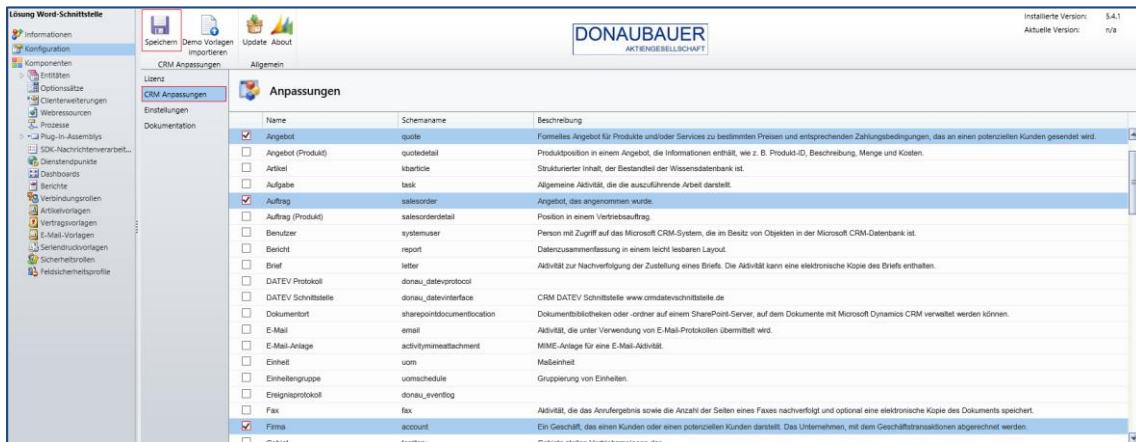 Lösung Word-Schnittstelle
Informationen
Konfiguration
Komponenten
Entitäten
Optionssätze
Clienterweiterungen
Webressourcen
Prozesse
Plug-In-Assemblys
SDK-Nachrichtenverarbeit...
Dienstendpunkte
Dashboards
Berichte
Verbindungsrollen
Artikelvorlagen
Vertragsvorlagen
E-Mail-Vorlagen
Seriendruckvorlagen
Sicherheitsrollen
Feldsicherheitsprofile
Speichern Demo Vorlagen importieren Update About
CRM Anpassungen Allgemein
DONAUBAUER
AKTIENGESELLSCHAFT
Installierte Version: 5.4.1
Aktuelle Version: n/a
Lizenz
CRM Anpassungen
Einstellungen
Dokumentation
Anpassungen
Name Schemaname Beschreibung
Angebot quote Formelles Angebot für Produkte und/oder Services zu bestimmten Preisen und entsprechenden Zahlungsbedingungen, das an einen potenziellen Kunden gesendet wird.
Angebot (Produkt) quotedetail Produktposition in einem Angebot, die Informationen enthält, wie z. B. Produkt-ID, Beschreibung, Menge und Kosten.
Artikel kbarticle Strukturierter Inhalt, der Bestandteil der Wissensdatenbank ist.
Aufgabe task Allgemeine Aktivität, die die auszuführende Arbeit darstellt.
Auftrag salesorder Angebot, das angenommen wurde.
Auftrag (Produkt) salesorderdetail Position in einem Vertriebsauftrag.
Benutzer systemuser Person mit Zugriff auf das Microsoft CRM-System, die im Besitz von Objekten in der Microsoft CRM-Datenbank ist.
Bericht report Datenzusammenfassung in einem leicht lesbaren Layout.
Brief letter Aktivität zur Nachverfolgung der Zustellung eines Briefs. Die Aktivität kann eine elektronische Kopie des Briefs enthalten.
DATEV Protokoll donau_datevprotocol
DATEV Schnittstelle donau_datevinterface CRM DATEV Schnittstelle www.crmdatevschnittstelle.de
Dokumentort sharepointdocumentlocation Dokumentbibliotheken oder -ordner auf einem SharePoint-Server, auf dem Dokumente mit Microsoft Dynamics CRM verwaltet werden können.
E-Mail email Aktivität, die unter Verwendung von E-Mail-Protokollen übermittelt wird.
E-Mail-Anlage activitymimeattachment MIME-Anlage für eine E-Mail-Aktivität.
Einheit uom Maßeinheit
Einheitengruppe uomschedule Gruppierung von Einheiten.
Ereignisprotokoll donau_eventlog
Fax fax Aktivität, die das Anrufergebnis sowie die Anzahl der Seiten eines Faxes nachverfolgt und optional eine elektronische Kopie des Dokuments speichert.
Firma account Ein Geschäft, das einen Kunden oder einen potenziellen Kunden darstellt. Das Unternehmen, mit dem Geschäftstransaktionen abgerechnet werden.